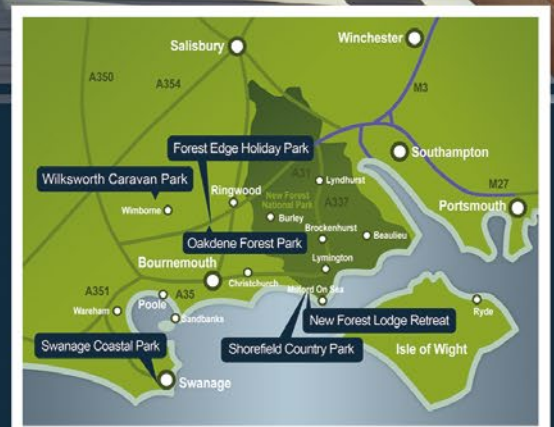 Salisbury
Winchester
A350
A354
M3
Forest Edge Holiday Park
Southampton
A31
Lyndhurst
Wilksworth Caravan Park
Ringwood
New Forest
National Park
A337
M27
Wimborne
Burley
Portsmouth
Brockenhurst
Beaulieu
Oakdene Forest Park
Lymington
Bournemouth
Christchurch
A351
Poole
A35
Milford On Sea
Wareham
Sandbanks
New Forest Lodge Retreat
Ryde
Swanage Coastal Park
Shorefield Country Park
Isle of Wight
Swanage